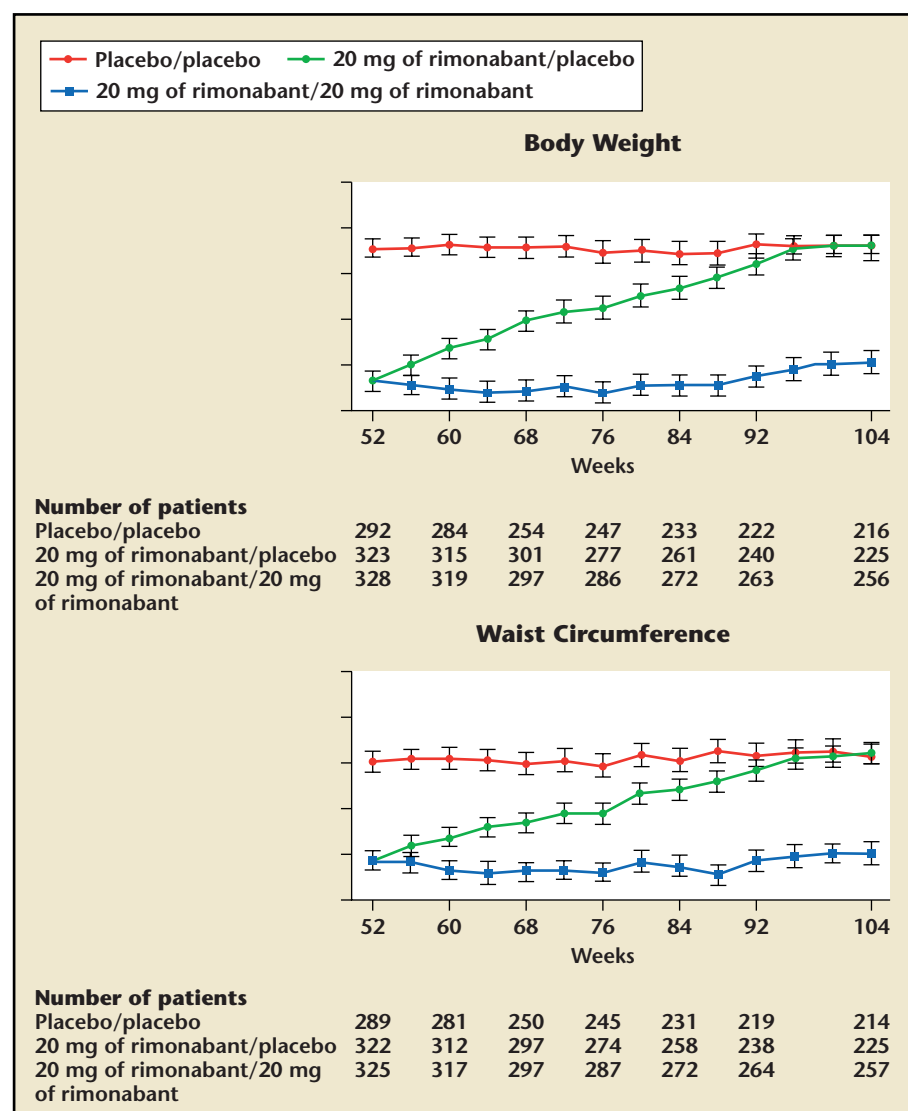 Placebo/placebo 20 mg of rimonabant/placebo
20 mg of rimonabant/20 mg of rimonabant
Body Weight
52 60 68 76 84 92 104
Weeks
Number of patients
Placebo/placebo 292 284 254 247 233 222 216
20 mg of rimonabant/placebo 323 315 301 277 261 240 225
20 mg of rimonabant/20 mg 328 319 297 286 272 263 256
of rimonabant
Waist Circumference
52 60 68 76 84 92 104
Weeks
Number of patients
Placebo/placebo 289 281 250 245 231 219 214
20 mg of rimonabant/placebo 322 312 297 274 258 238 225
20 mg of rimonabant/20 mg 325 317 297 287 272 264 257
of rimonabant